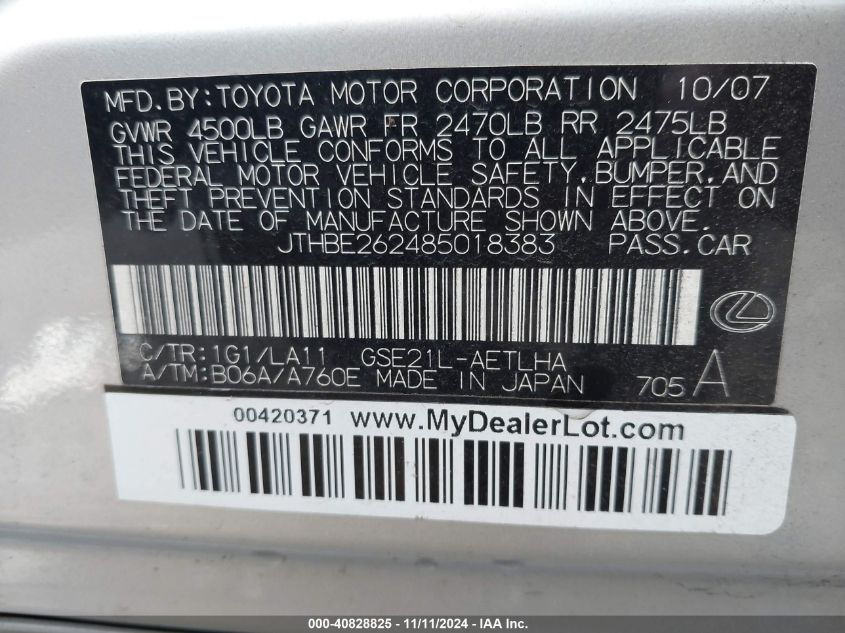 MFD.BY:TOYOTA MOTOR CORPORATION 10/07
GVWR 4500LB GAWR FR 2470LB RR 2475LB
THIS VEHICLE CONFORMS TO ALL APPLICABLE
FEDERAL MOTOR VEHICLE SAFETY,BUMPER,AND
THEFT PREVENTION STANDARDS IN EFFECT ON
THE DATE OF MANUFACTURE SHOWN ABOVE.
JTHBE262485018383 PASS.CAR
C/TR:1G1/LA11 GSE21L-AETLHA
A/TM:B06A/A760E MADE IN JAPAN 705 A
00420371 www.MyDealerLot.com
000-40828825 - 11/11/2024 - IAA, Inc.